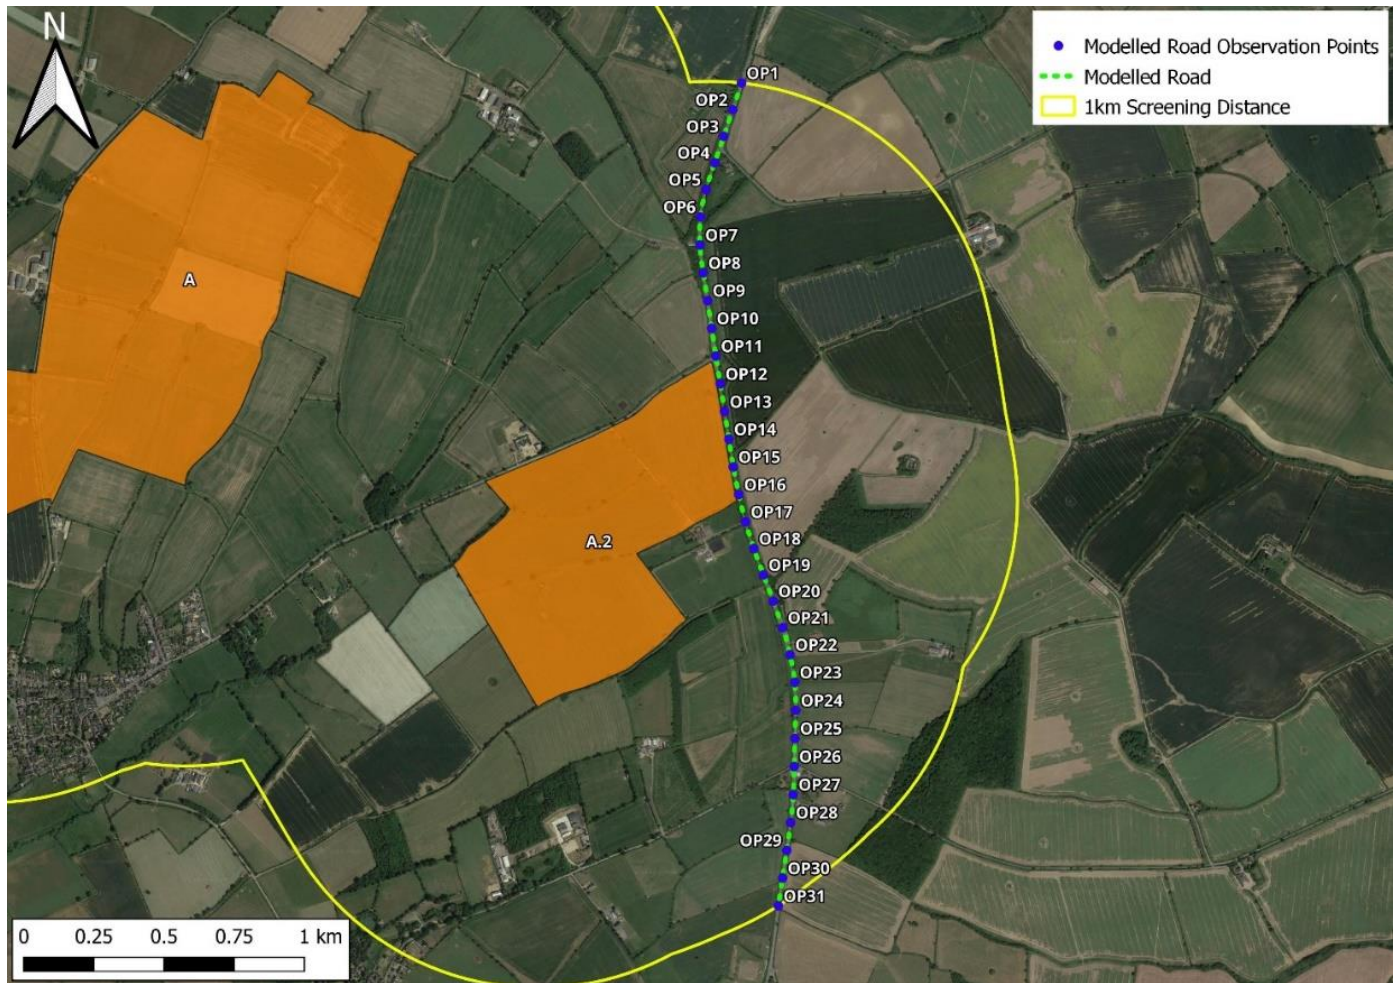 N
Modelled Road Observation Points
Modelled Road
1km Screening Distance
OP1
OP2
OP3
OP4
OP5
OP6
OP7
OP8
OP9
OP10
OP11
OP12
OP13
OP14
OP15
OP16
OP17
OP18
OP19
OP20
OP21
OP22
OP23
OP24
OP25
OP26
OP27
OP28
OP29
OP30
OP31
A
A.2
0 0.25 0.5 0.75 1 km